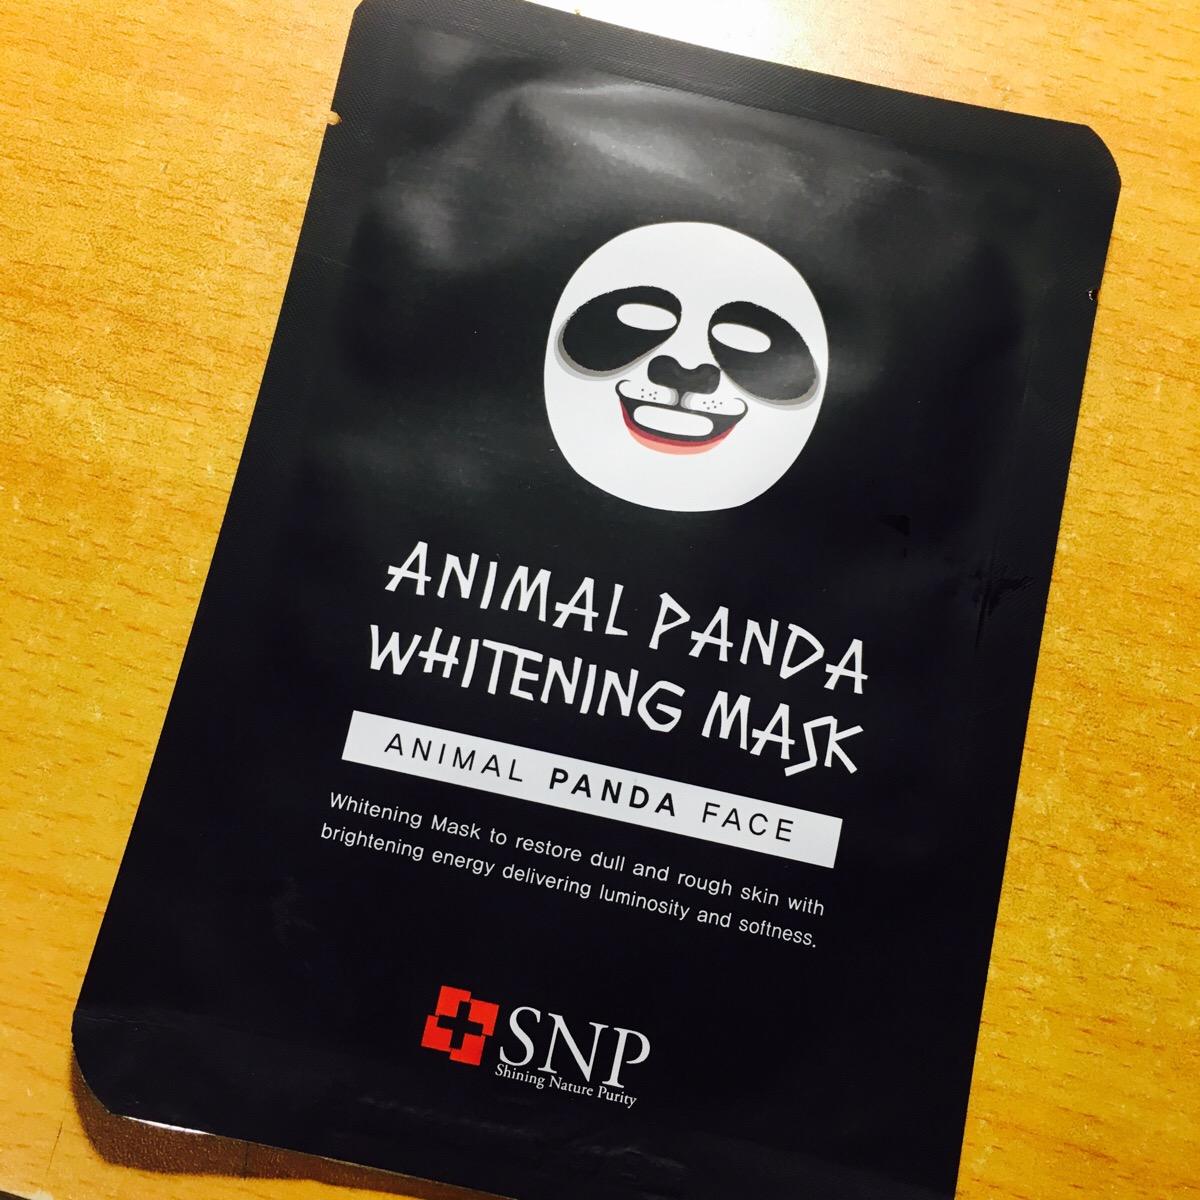 ANIMAL PANDA
WHITENING MASK
ANIMAL PANDA FACE
Whitening Mask to restore dull and rough skin with
brightening energy delivering luminosity and softness.
SNP
Shining Nature Purity